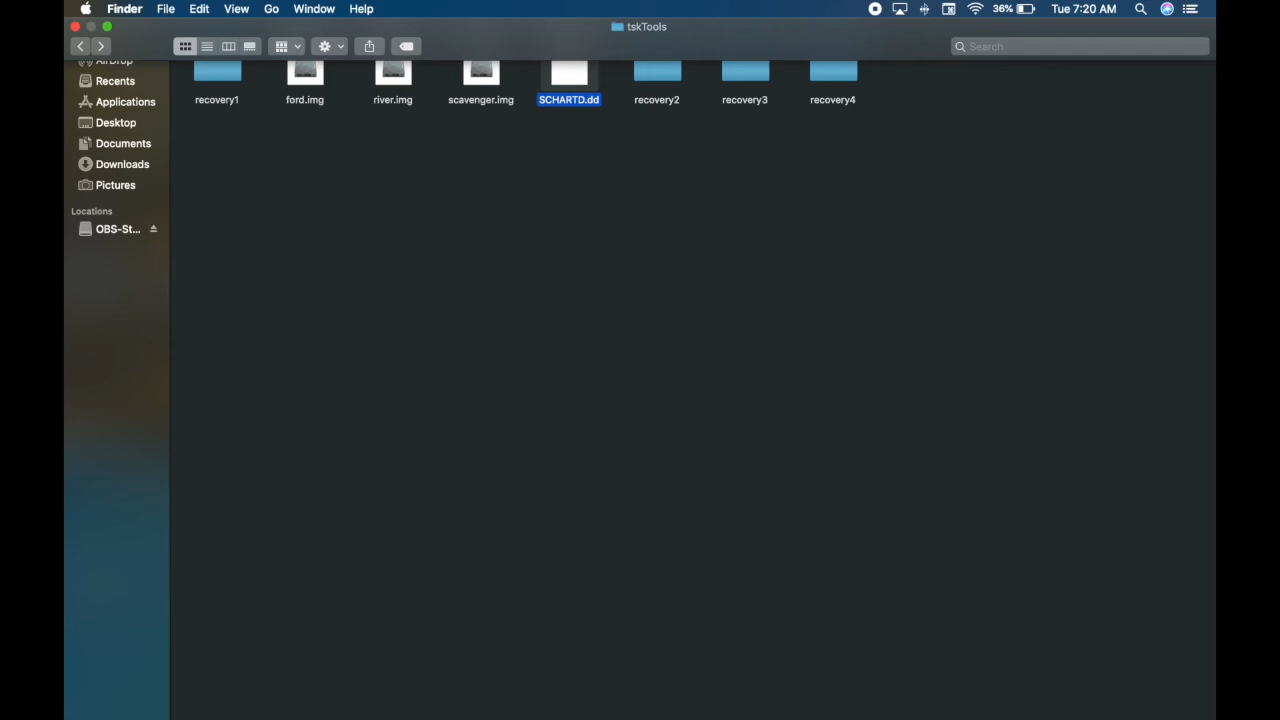 Finder File Edit View Go Window Help 36% Tue 7:20 AM
tskTools
Search
AirDrop
Recents
Applications
Desktop
Documents
Downloads
Pictures
Locations
OBS-St...
recovery1 ford.img river.img scavenger.img SCHARTD.dd recovery2 recovery3 recovery4